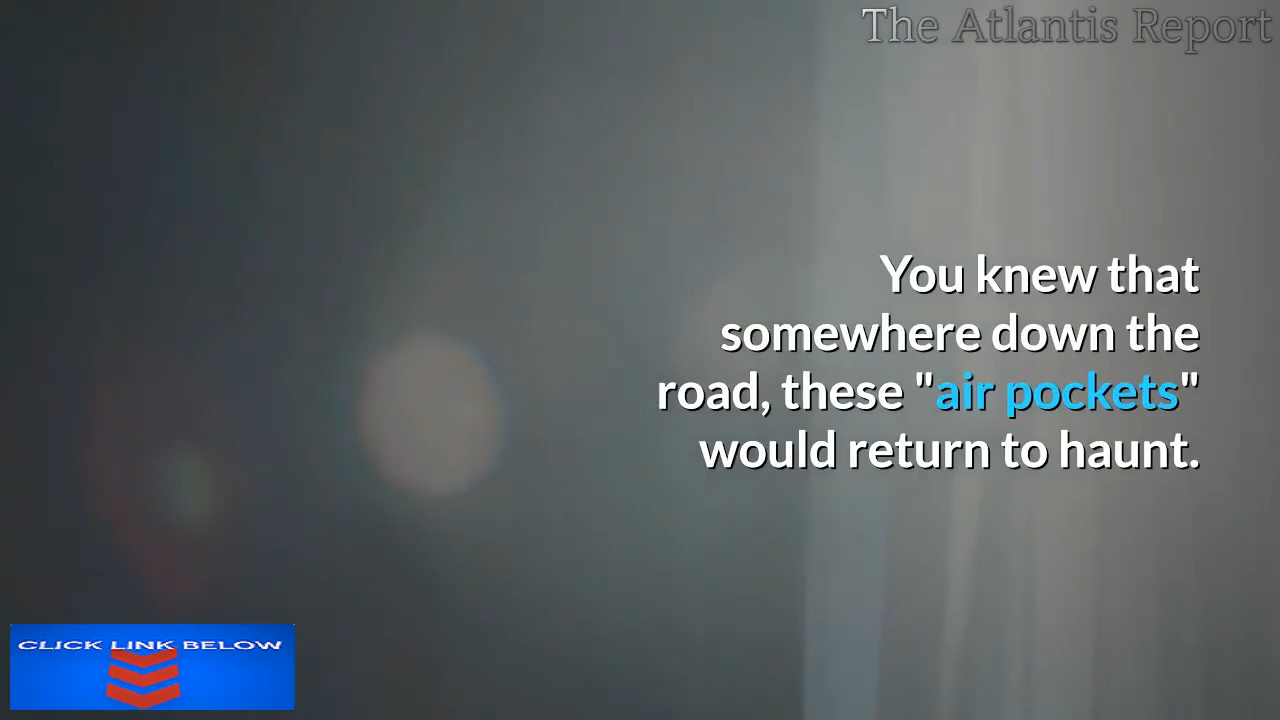 The Atlantis Report
You knew that
somewhere down the
road, these "air pockets"
would return to haunt.
CLICK LINK BELOW